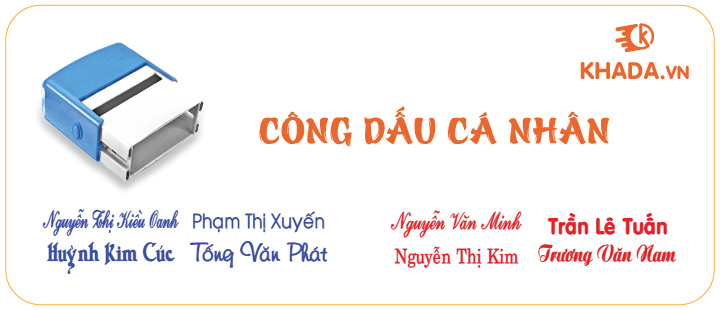 KHADA.VN
CÔNG DẤU CÁ NHÂN
Nguyễn Thị Kiều Oanh Phạm Thị Xuyến
Huỳnh Kim Cúc Tống Văn Phát
Nguyễn Văn Minh Trần Lê Tuấn
Nguyễn Thị Kim Trương Văn Nam